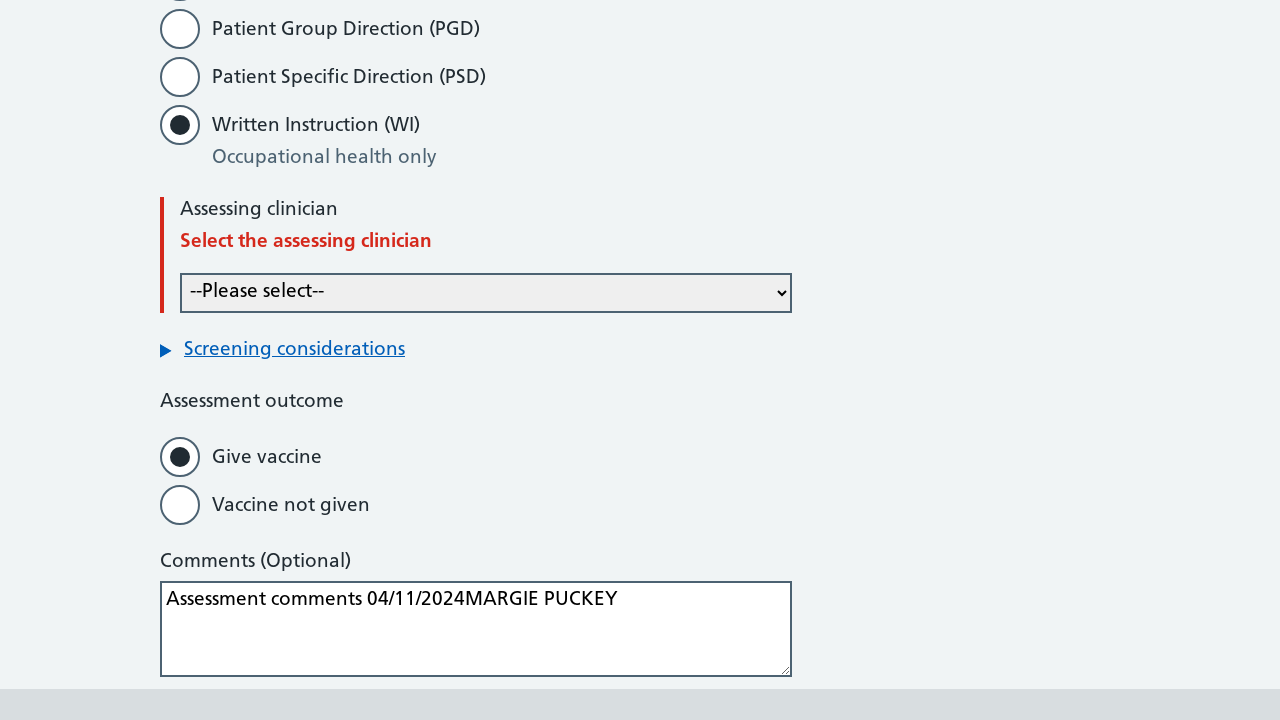 Patient Group Direction (PGD)
Patient Specific Direction (PSD)
Written Instruction (WI)
Occupational health only
Assessing clinician
Select the assessing clinician
--Please select--
Screening considerations
Assessment outcome
Give vaccine
Vaccine not given
Comments (Optional)
Assessment comments 04/11/2024MARGIE PUCKEY